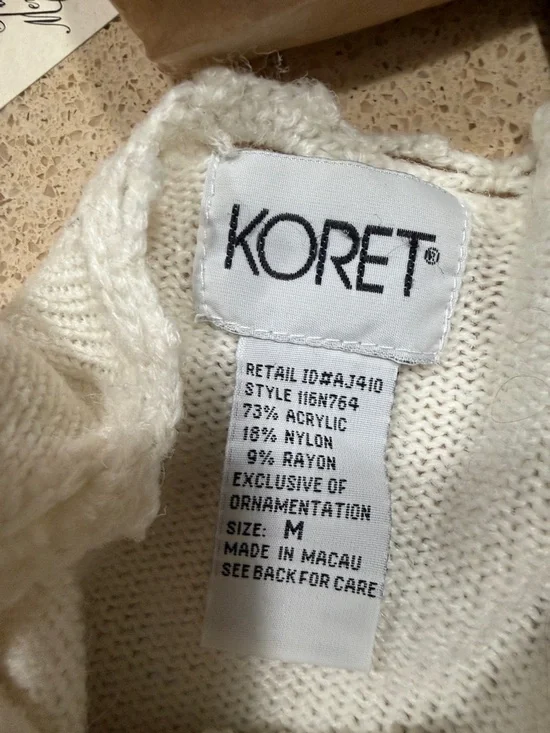 KORET®
RETAIL ID#AJ410
STYLE 116N764
73% ACRYLIC
18% NYLON
9% RAYON
EXCLUSIVE OF
ORNAMENTATION
SIZE: M
MADE IN MACAU
SEE BACK FOR CARE